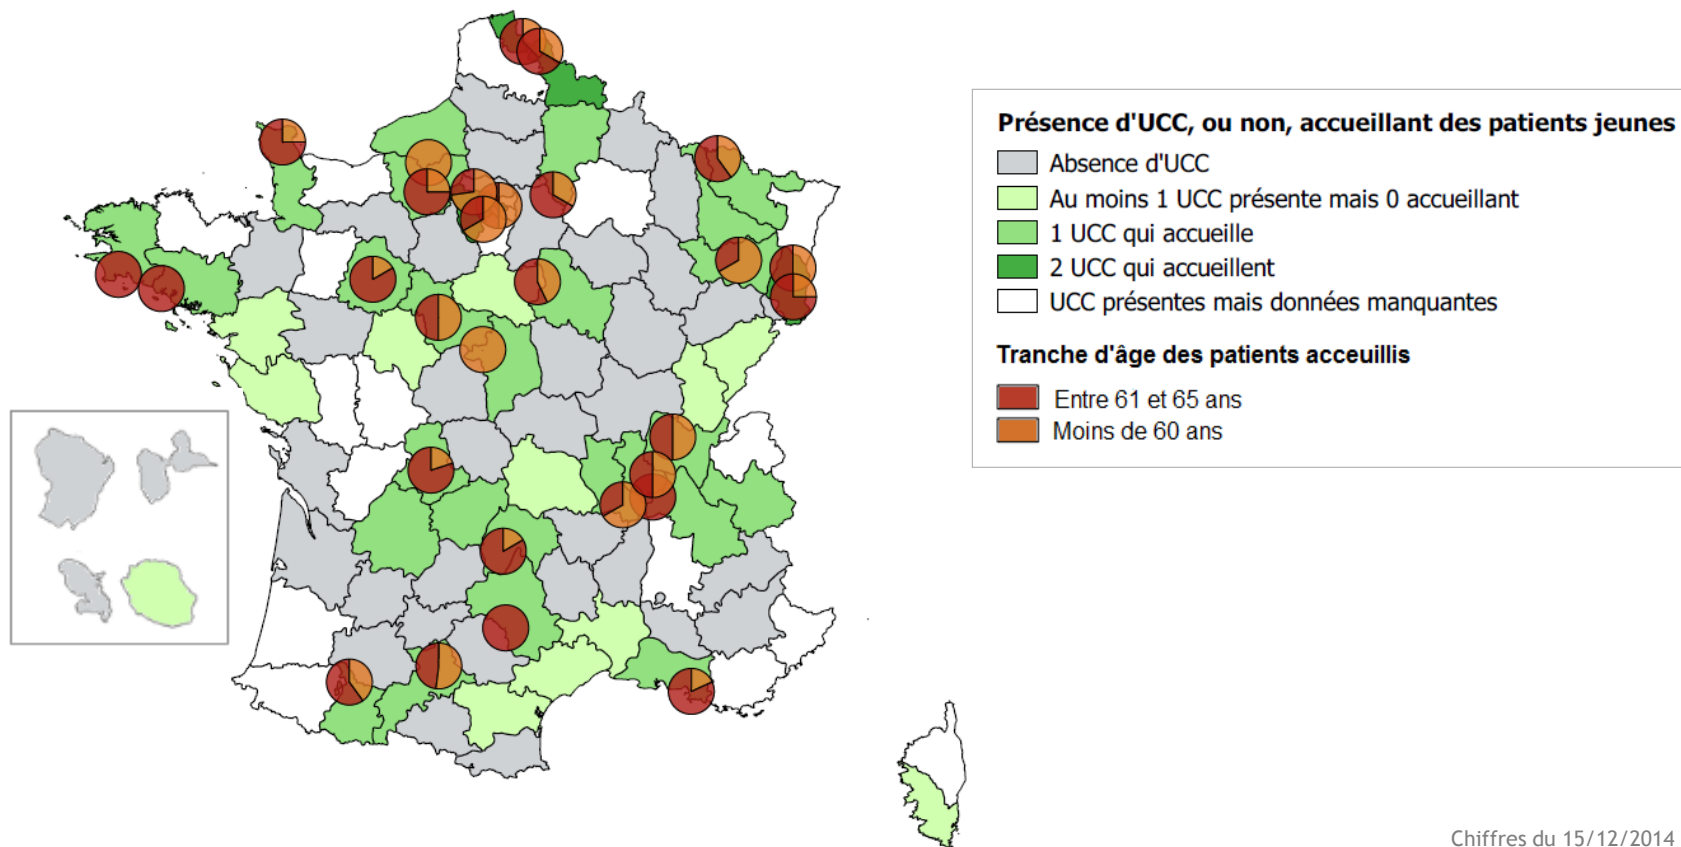 Présence d'UCC, ou non, accueillant des patients jeunes
Absence d'UCC
Au moins 1 UCC présente mais 0 accueillant
1 UCC qui accueille
2 UCC qui accueillent
UCC présentes mais données manquantes
Tranche d'âge des patients acceuillis
Entre 61 et 65 ans
Moins de 60 ans
Chiffres du 15/12/2014